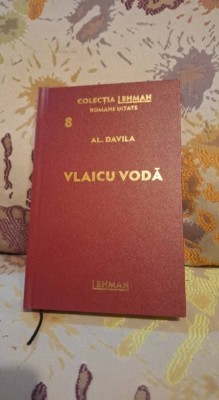 COLECȚIA LEHMAN
ROMANE UITATE
8
AL. DAVILA
VLAICU VODĂ
LEHMAN